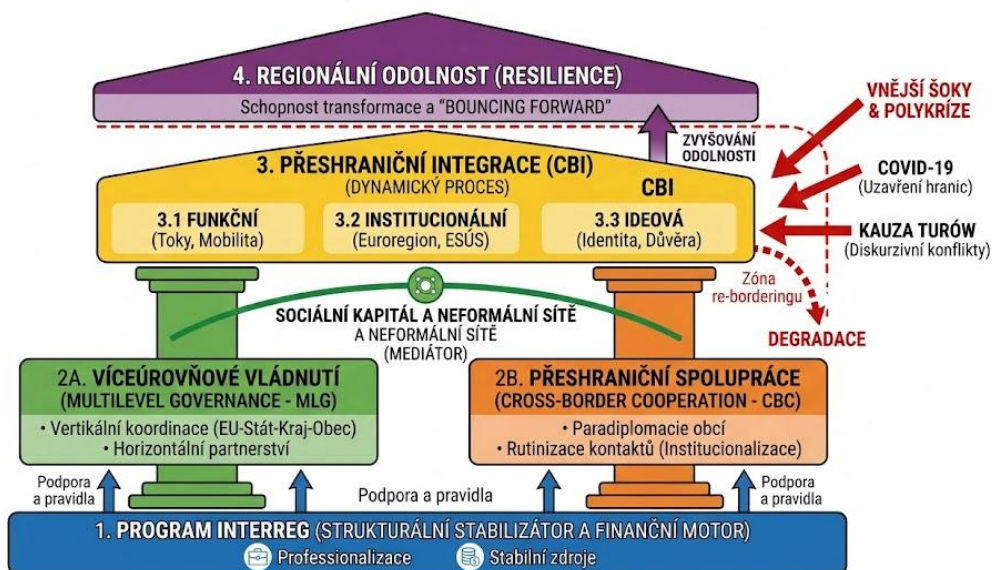 4. REGIONÁLNÍ ODOLNOST (RESILIENCE)
Schopnost transformace a “BOUNCING FORWARD”
VNĚJŠÍ ŠOKY
& POLYKRÍZE
ZVYŠOVÁNÍ
ODOLNOSTI
3. PŘESHRANIČNÍ INTEGRACE (CBI)
(DYNAMICKÝ PROCES)
CBI
COVID-19
(Uzavření hranic)
3.1 FUNKČNÍ
(Toky, Mobilita)
3.2 INSTITUCIONÁLNÍ
(Euroregion, ESÚS)
3.3 IDEOVÁ
(Identita, Důvěra)
KAUZA TURÓW
(Diskurzivní konflikty)
Zóna
re-borderingu
DEGRADACE
SOCIÁLNÍ KAPITÁL A NEFORMÁLNÍ SÍTĚ
A NEFORMÁLNÍ SÍTĚ
(MEDIÁTOR)
2A. VÍCEÚROVŇOVÉ VLÁDNUTÍ
(MULTILEVEL GOVERNANCE - MLG)
• Vertikální koordinace (EU-Stát-Kraj-Obec)
• Horizontální partnerství
2B. PŘESHRANIČNÍ SPOLUPRÁCE
(CROSS-BORDER COOPERATION - CBC)
• Paradiplomacie obcí
• Rutinizace kontaktů (Institucionalizace)
Podpora
a pravidla
Podpora a pravidla
Podpora
a pravidla
1. PROGRAM INTERREG (STRUKTURÁLNÍ STABILIZÁTOR A FINANČNÍ MOTOR)
Professionalizace
Stabilní zdroje